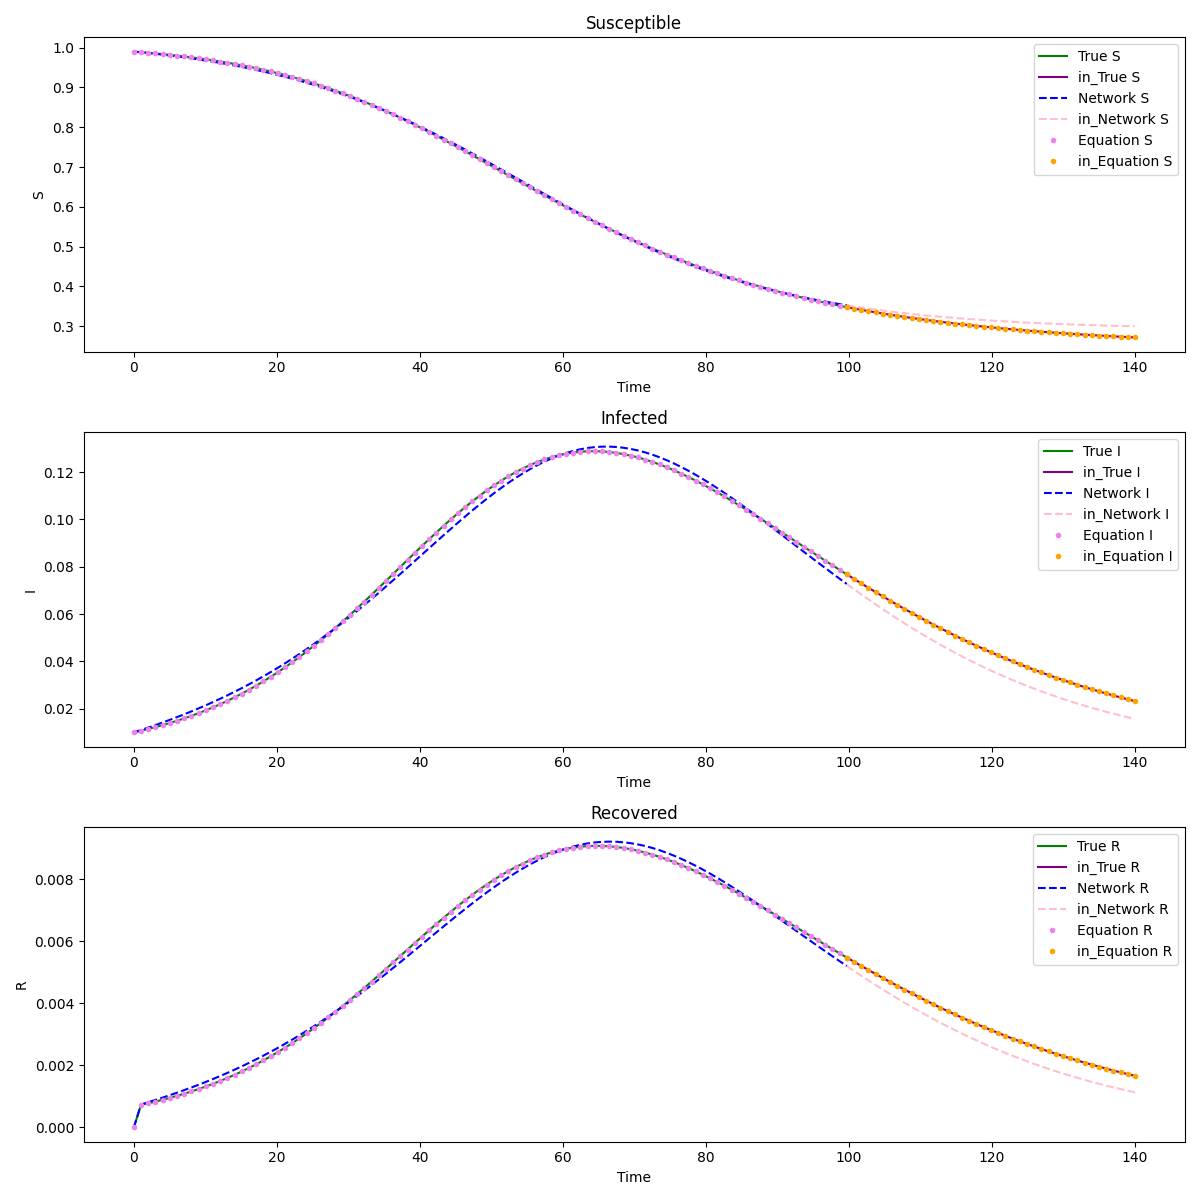 Susceptible
1.0
0.9
0.8
0.7
0.6
0.5
0.4
0.3
S
True S
in_True S
Network S
in_Network S
Equation S
in_Equation S
0 20 40 60 80 100 120 140
Time
Infected
0.12
0.10
0.08
0.06
0.04
0.02
I
True I
in_True I
Network I
in_Network I
Equation I
in_Equation I
0 20 40 60 80 100 120 140
Time
Recovered
0.008
0.006
0.004
0.002
0.000
R
True R
in_True R
Network R
in_Network R
Equation R
in_Equation R
0 20 40 60 80 100 120 140
Time